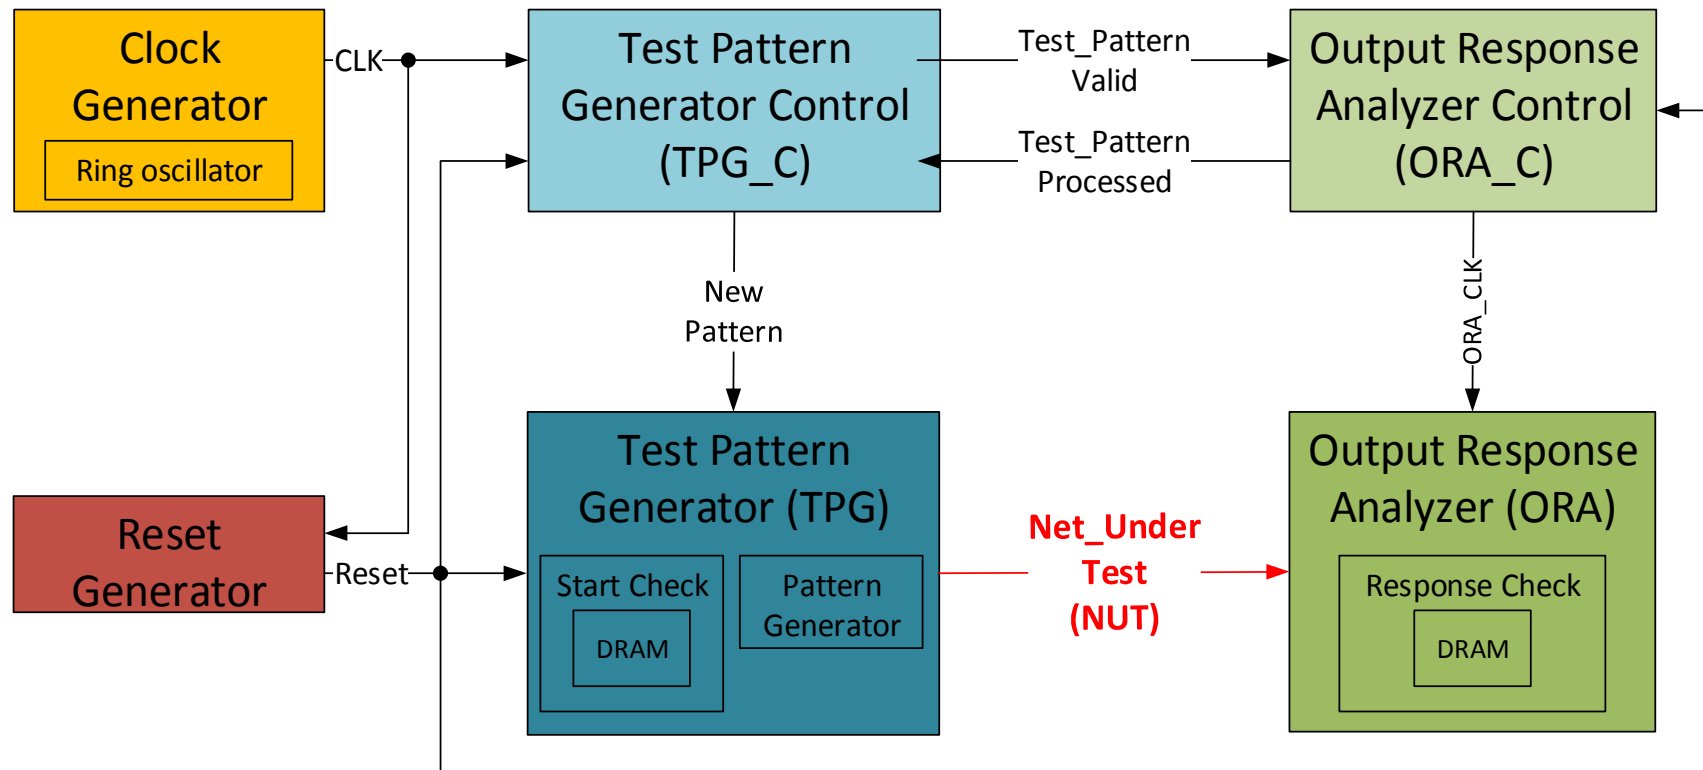 Clock
Generator
Ring oscillator
CLK
Test Pattern
Generator Control
(TPG_C)
Test_Pattern
Valid
Test_Pattern
Processed
Output Response
Analyzer Control
(ORA_C)
New
Pattern
ORA_CLK
Reset
Generator
Reset
Test Pattern
Generator (TPG)
Start Check
DRAM
Pattern
Generator
Net_Under
Test
(NUT)
Output Response
Analyzer (ORA)
Response Check
DRAM